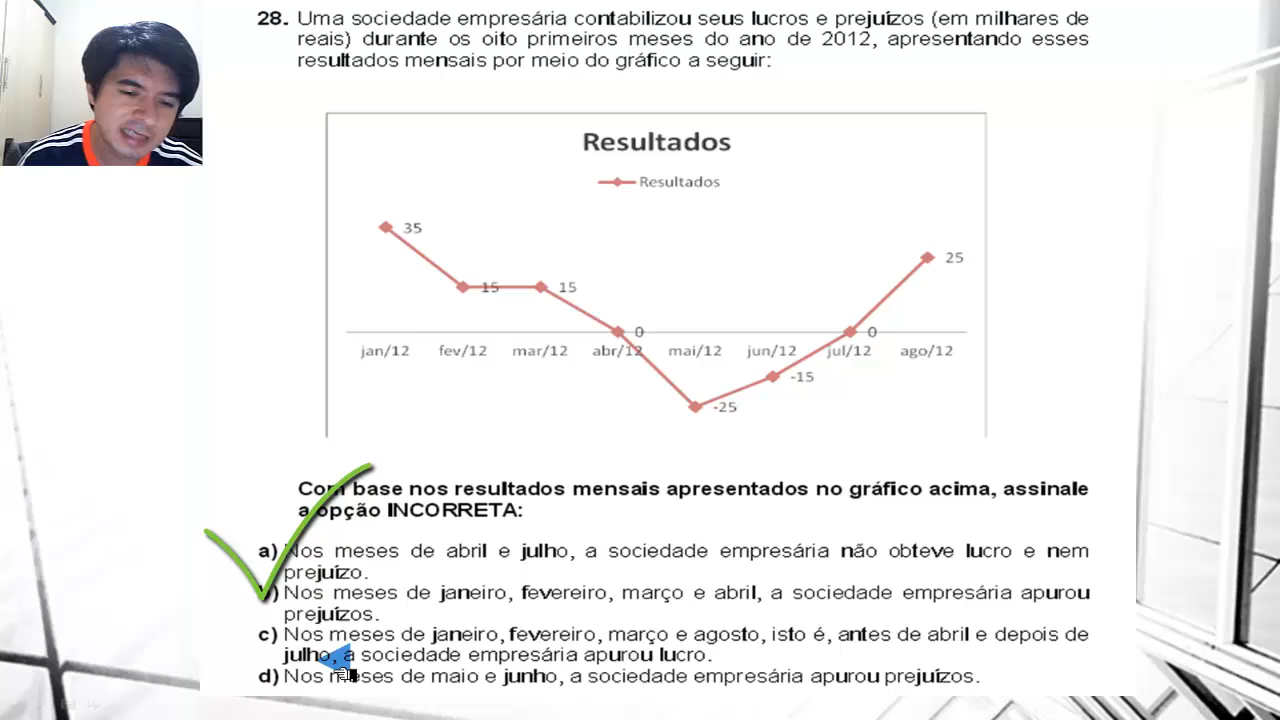 28. Uma sociedade empresária contabilizou seus lucros e prejuízos (em milhares de
reais) durante os oito primeiros meses do ano de 2012, apresentando esses
resultados mensais por meio do gráfico a seguir:
Resultados
Resultados
35
15
15
0
-25
-15
0
25
jan/12 fev/12 mar/12 abr/12 mai/12 jun/12 jul/12 ago/12
Com base nos resultados mensais apresentados no gráfico acima, assinale
a opção INCORRETA:
a) Nos meses de abril e julho, a sociedade empresária não obteve lucro e nem
prejuízo.
b) Nos meses de janeiro, fevereiro, março e abril, a sociedade empresária apurou
prejuízos.
c) Nos meses de janeiro, fevereiro, março e agosto, isto é, antes de abril e depois de
julho, a sociedade empresária apurou lucro.
d) Nos meses de maio e junho, a sociedade empresária apurou prejuízos.